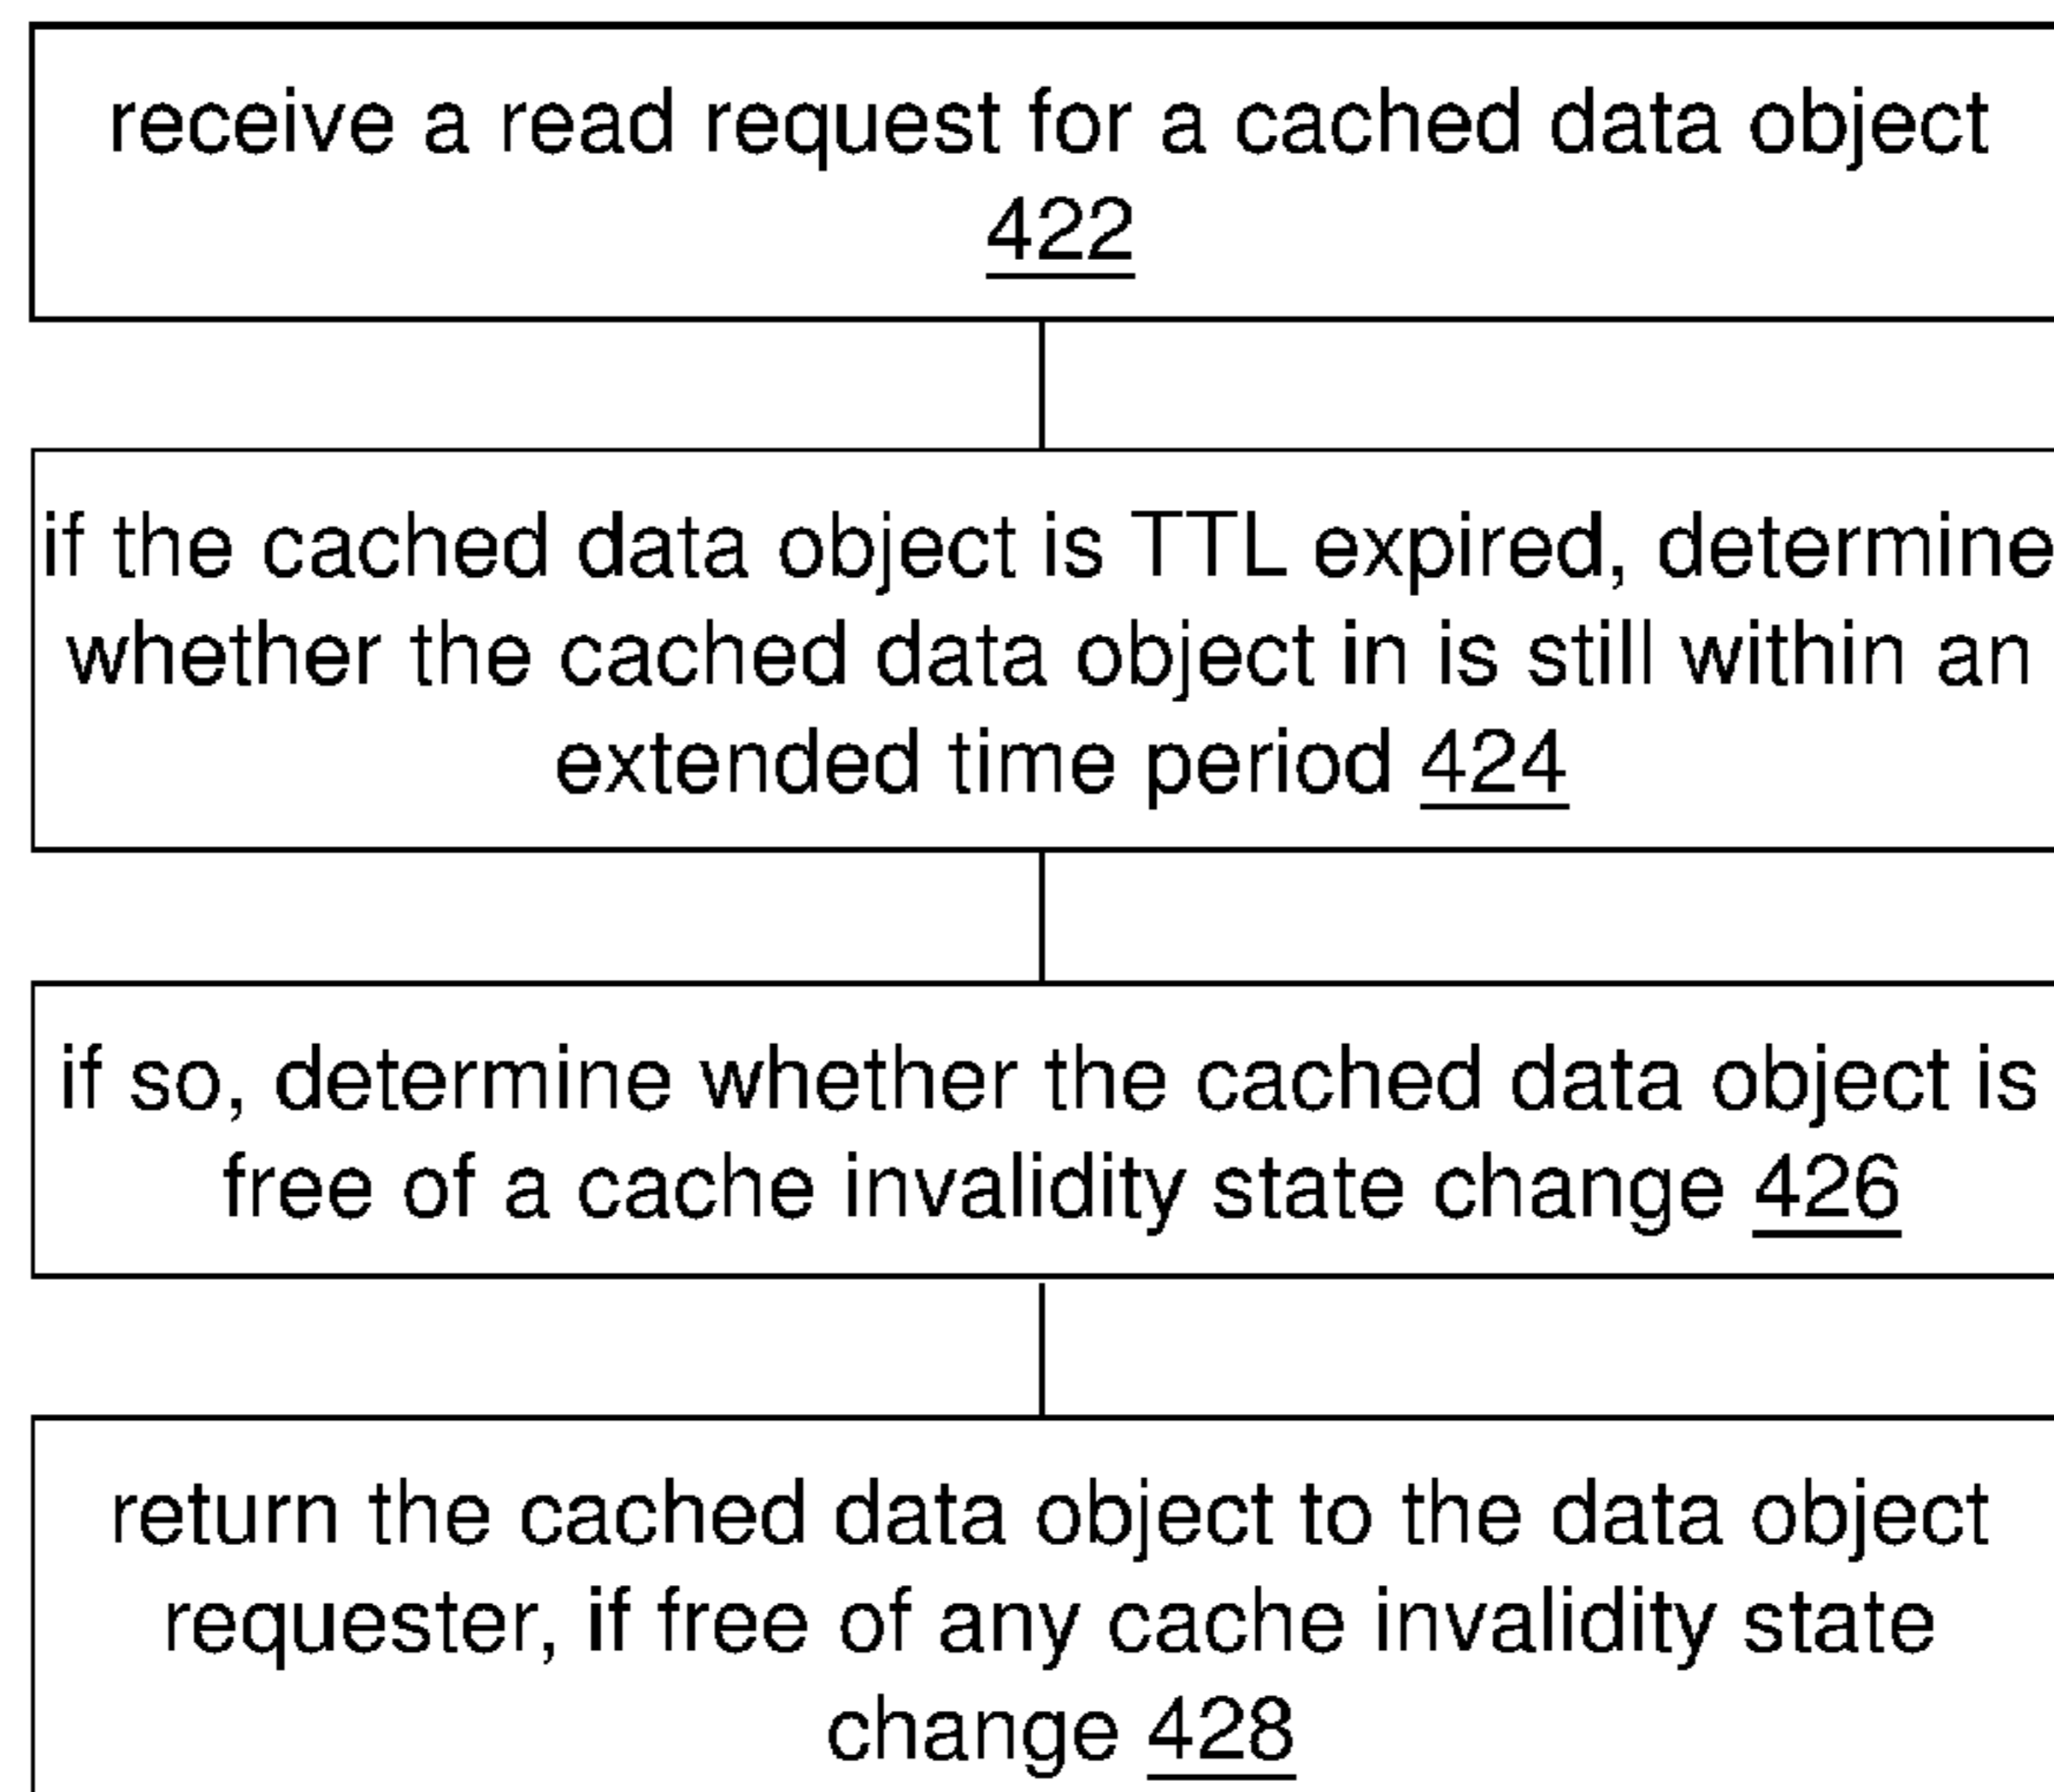 receive a read request for a cached data object
422
if the cached data object is TTL expired, determine
whether the cached data object in is still within an
extended time period 424
if so, determine whether the cached data object is
free of a cache invalidity state change 426
return the cached data object to the data object
requester, if free of any cache invalidity state
change 428